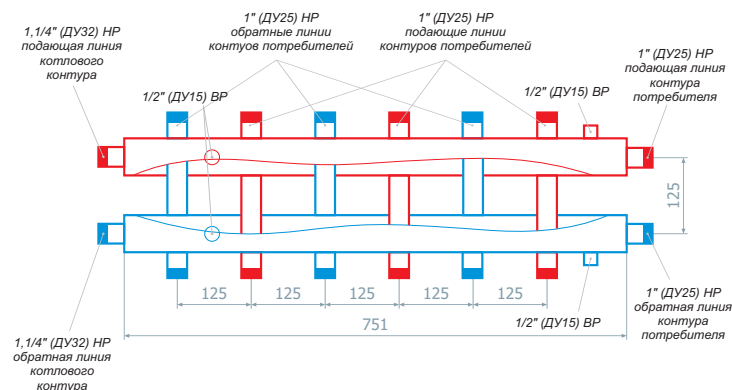 1,1/4" (ДУ32) НР
подающая линия
котлового
контура
1" (ДУ25) НР
обратные линии
контуов потребителей
1" (ДУ25) НР
подающие линии
контуров потребителей
1" (ДУ25) НР
подающая линия
контура
потребителя
1/2" (ДУ15) ВР
1/2" (ДУ15) ВР
125
125
125
125
125
125
751
1/2" (ДУ15) ВР
1,1/4" (ДУ32) НР
обратная линия
котлового
контура
1" (ДУ25) НР
обратная линия
контура
потребителя